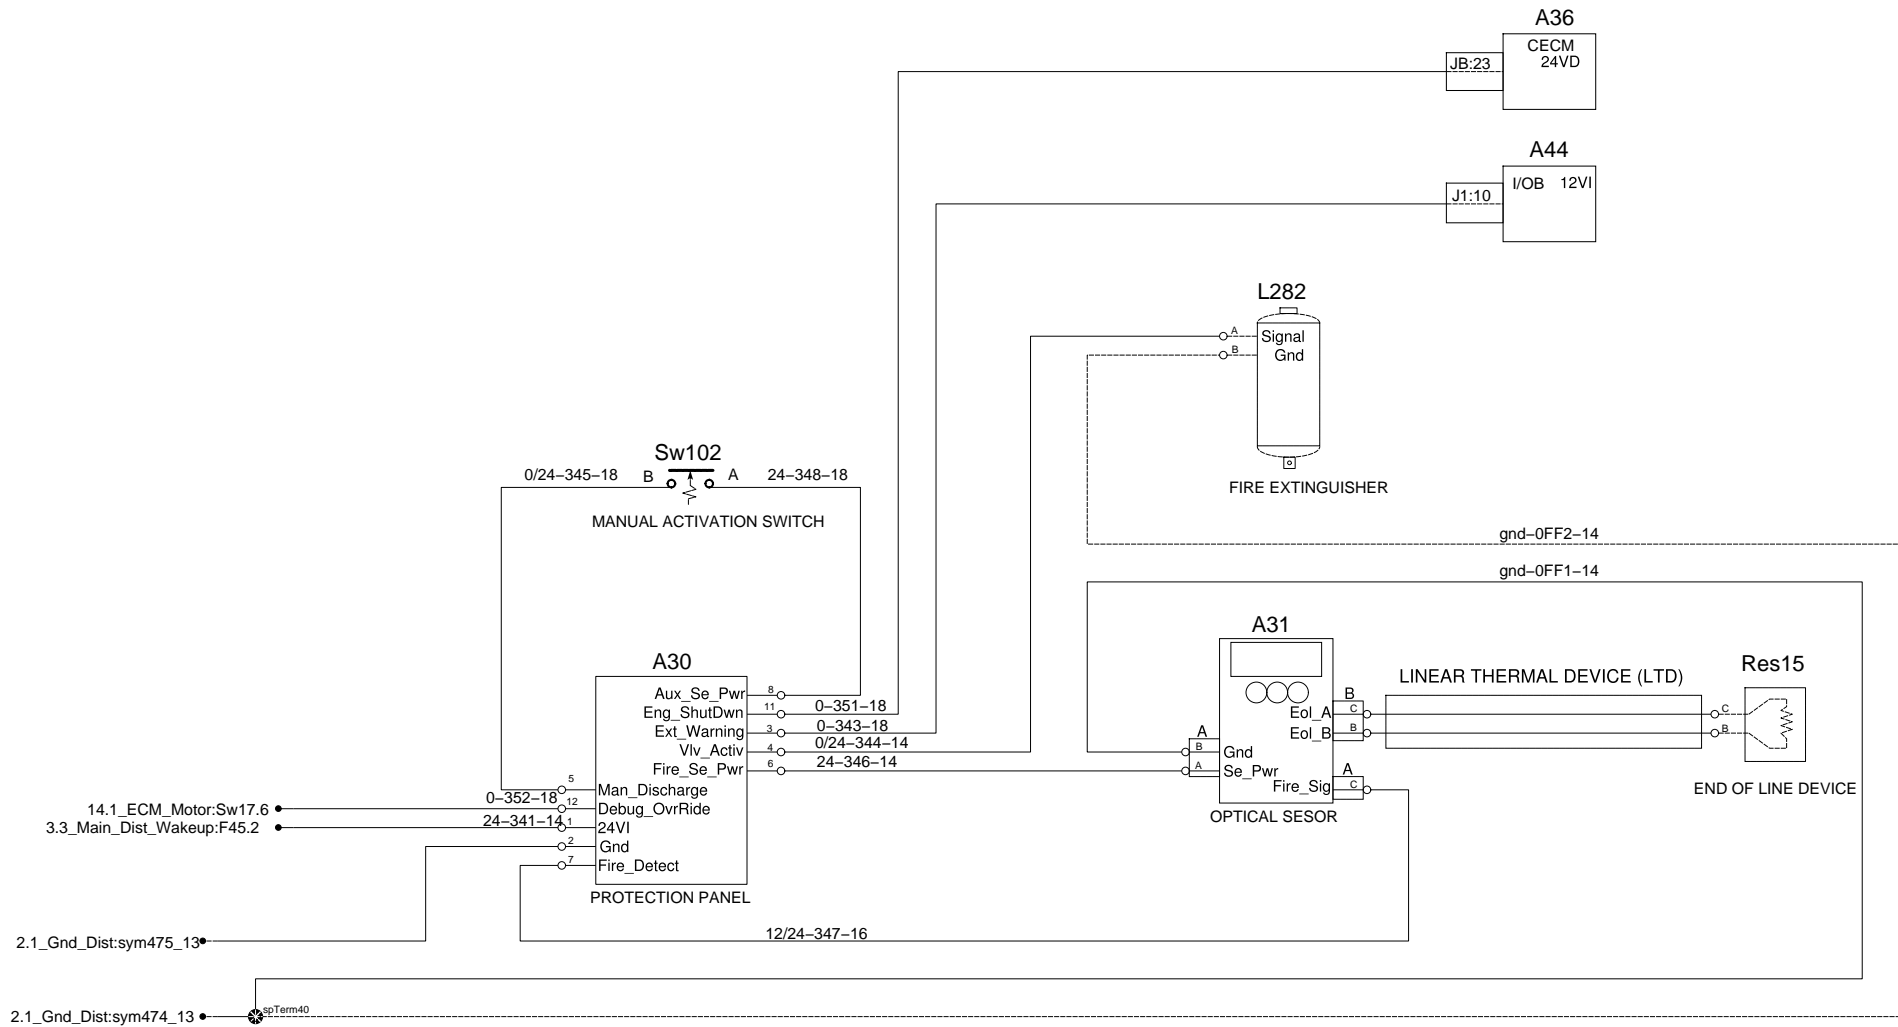 A36
CECM
24VD
JB:23
A44
I/OB 12VI
J1:10
L282
A
Signal
B
Gnd
FIRE EXTINGUISHER
Sw102
0/24–345–18
B
A
24–348–18
MANUAL ACTIVATION SWITCH
gnd–0FF2–14
gnd–0FF1–14
A31
A30
LINEAR THERMAL DEVICE (LTD)
Res15
Aux_Se_Pwr
8
Eng_ShutDwn
11
0–351–18
Ext_Warning
3
0–343–18
Vlv_Activ
4
0/24–344–14
Fire_Se_Pwr
6
24–346–14
B
Eol_A
C
C
Eol_B
B
B
A
B
Gnd
A
Se_Pwr
A
Fire_Sig
C
OPTICAL SESOR
END OF LINE DEVICE
5
Man_Discharge
14.1_ECM_Motor:Sw17.6
0–352–18
12
Debug_OvrRide
3.3_Main_Dist_Wakeup:F45.2
24–341–14
1
24VI
2
Gnd
7
Fire_Detect
PROTECTION PANEL
12/24–347–16
2.1_Gnd_Dist:sym475_13
spTerm40
2.1_Gnd_Dist:sym474_13